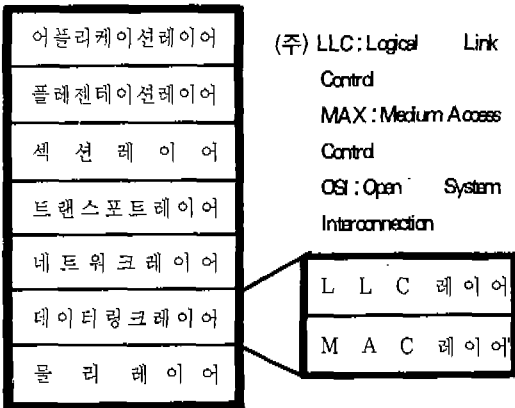 어플리케이션레이어
플레젠테이션레이어
섹 션 레 이 어
트랜스포트레이어
네트워크레이어
데이터링크레이어
물 리 레 이 어
(주) LLC : Logical Link
Control
MAX : Medium Access
Control
OSI : Open System
Interconnection
L L C 레이어
M A C 레이어